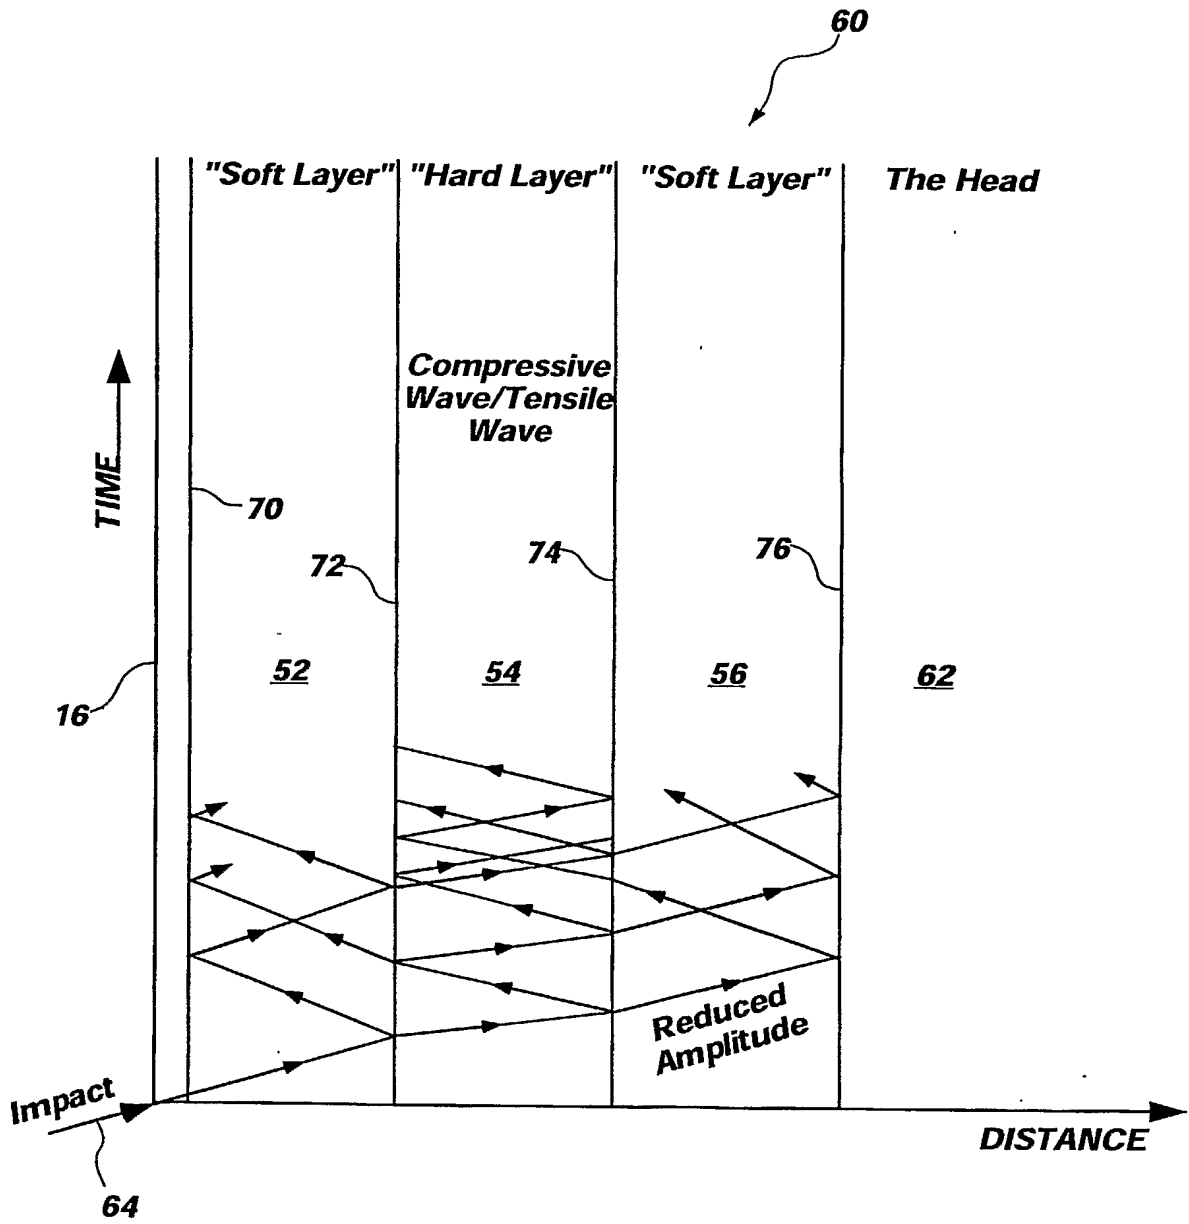 60
"Soft Layer" "Hard Layer" "Soft Layer" The Head
Compressive
Wave/Tensile
Wave
TIME
70
72
74
76
52
54
56
62
16
Reduced
Amplitude
Impact
DISTANCE
64